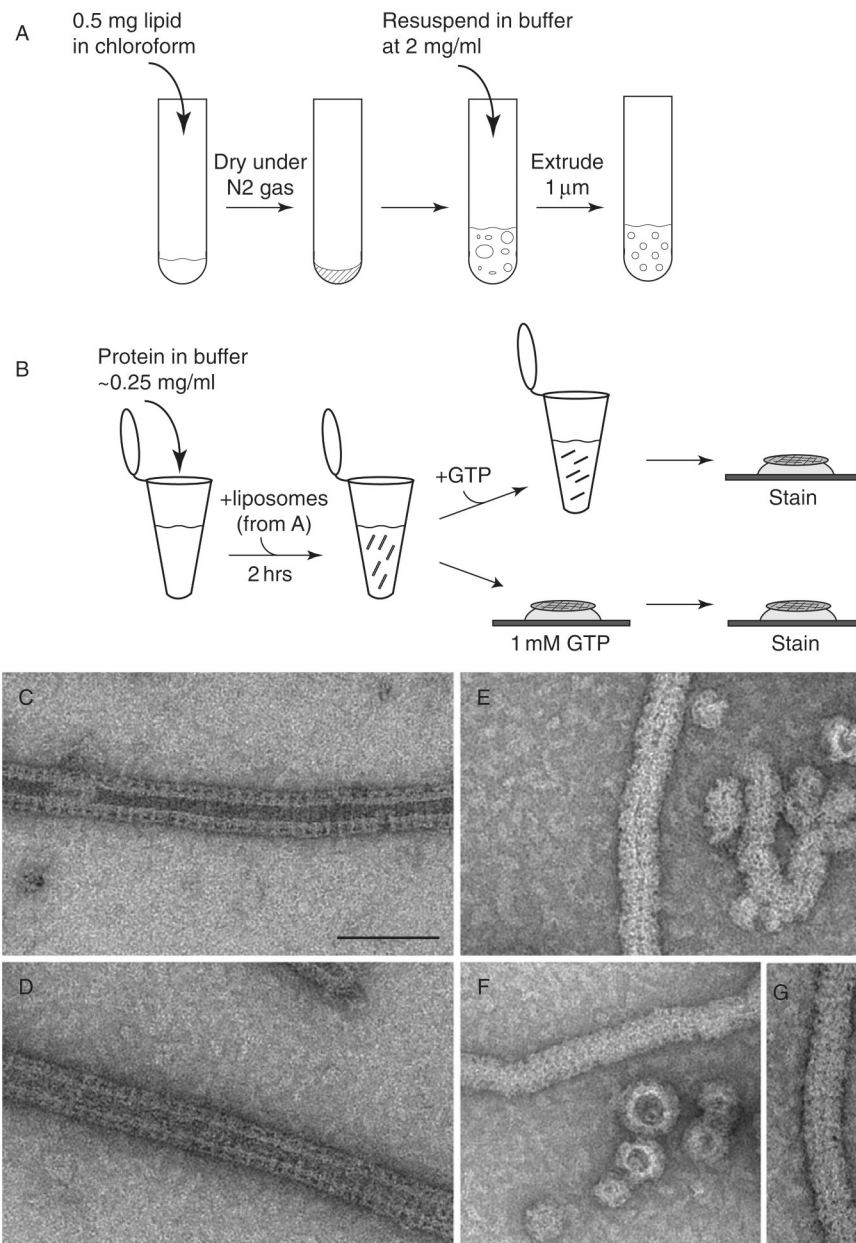 A
0.5 mg lipid
in chloroform
Resuspend in buffer
at 2 mg/ml
Dry under
N2 gas
Extrude
1 μm
B
Protein in buffer
~0.25 mg/ml
+liposomes
(from A)
2 hrs
+GTP
Stain
1 mM GTP
Stain
C
E
D
F
G